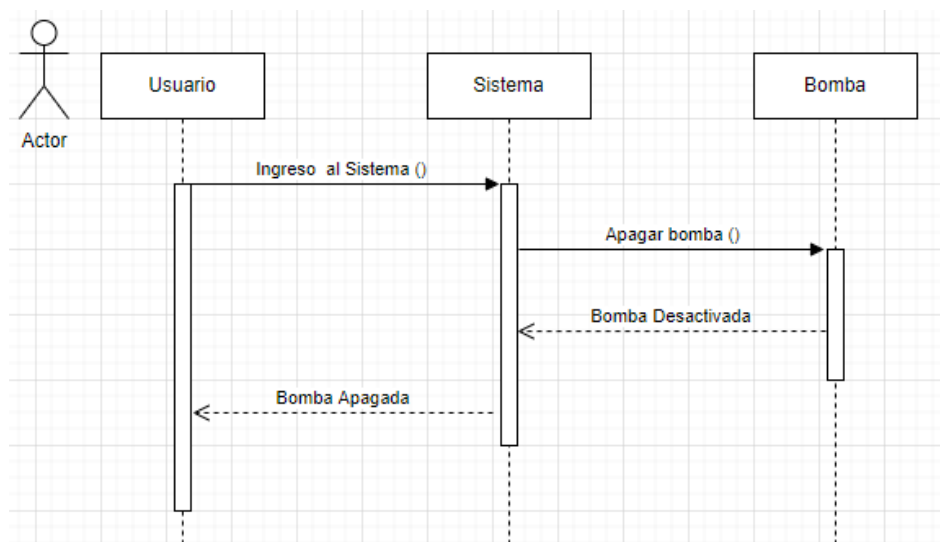 Usuario
Sistema
Bomba
Actor
Ingreso al Sistema ()
Apagar bomba ()
Bomba Desactivada
Bomba Apagada